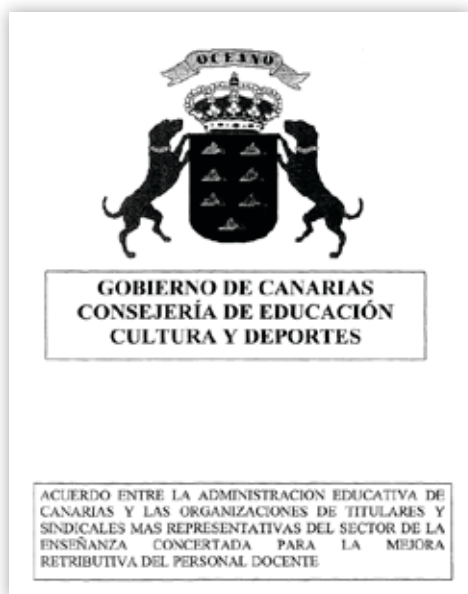 OCEANO
GOBIERNO DE CANARIAS
CONSEJERÍA DE EDUCACIÓN
CULTURA Y DEPORTES
ACUERDO ENTRE LA ADMINISTRACION EDUCATIVA DE
CANARIAS Y LAS ORGANIZACIONES DE TITULARES Y
SINDICALES MAS REPRESENTATIVAS DEL SECTOR DE LA
ENSEÑANZA CONCERTADA PARA LA MEJORA
RETRIBUTIVA DEL PERSONAL DOCENTE